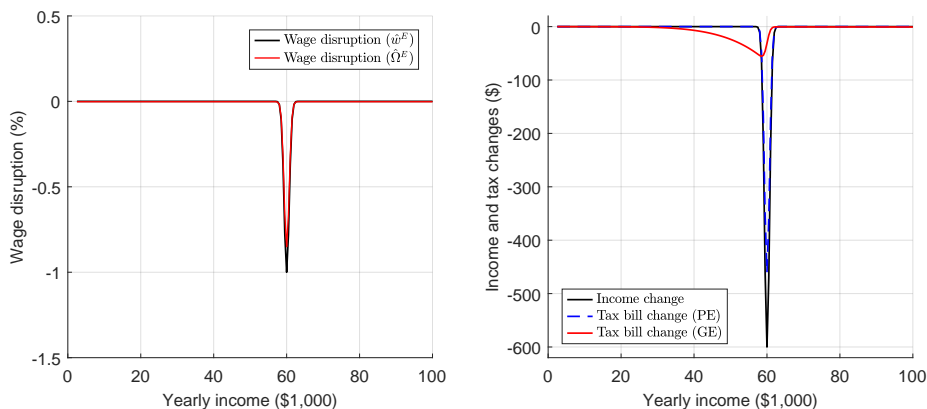 0.5
0
-0.5
-1
-1.5
0 20 40 60 80 100
Wage disruption (%)
Yearly income ($1,000)
Wage disruption (ŵᴱ)
Wage disruption (Ω̂ᴱ)
0
-100
-200
-300
-400
-500
-600
0 20 40 60 80 100
Income and tax changes ($)
Yearly income ($1,000)
Income change
Tax bill change (PE)
Tax bill change (GE)